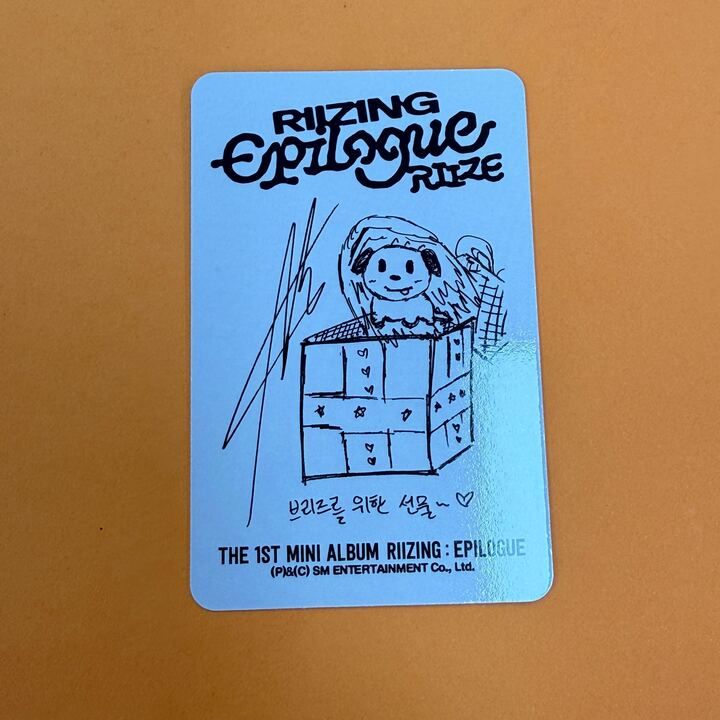 RIIZING
Epilogue
RIIZE
브리즈를 위한 선물~ ♡
THE 1ST MINI ALBUM RIIZING : EPILOGUE
(P)&(C) SM ENTERTAINMENT Co., Ltd.